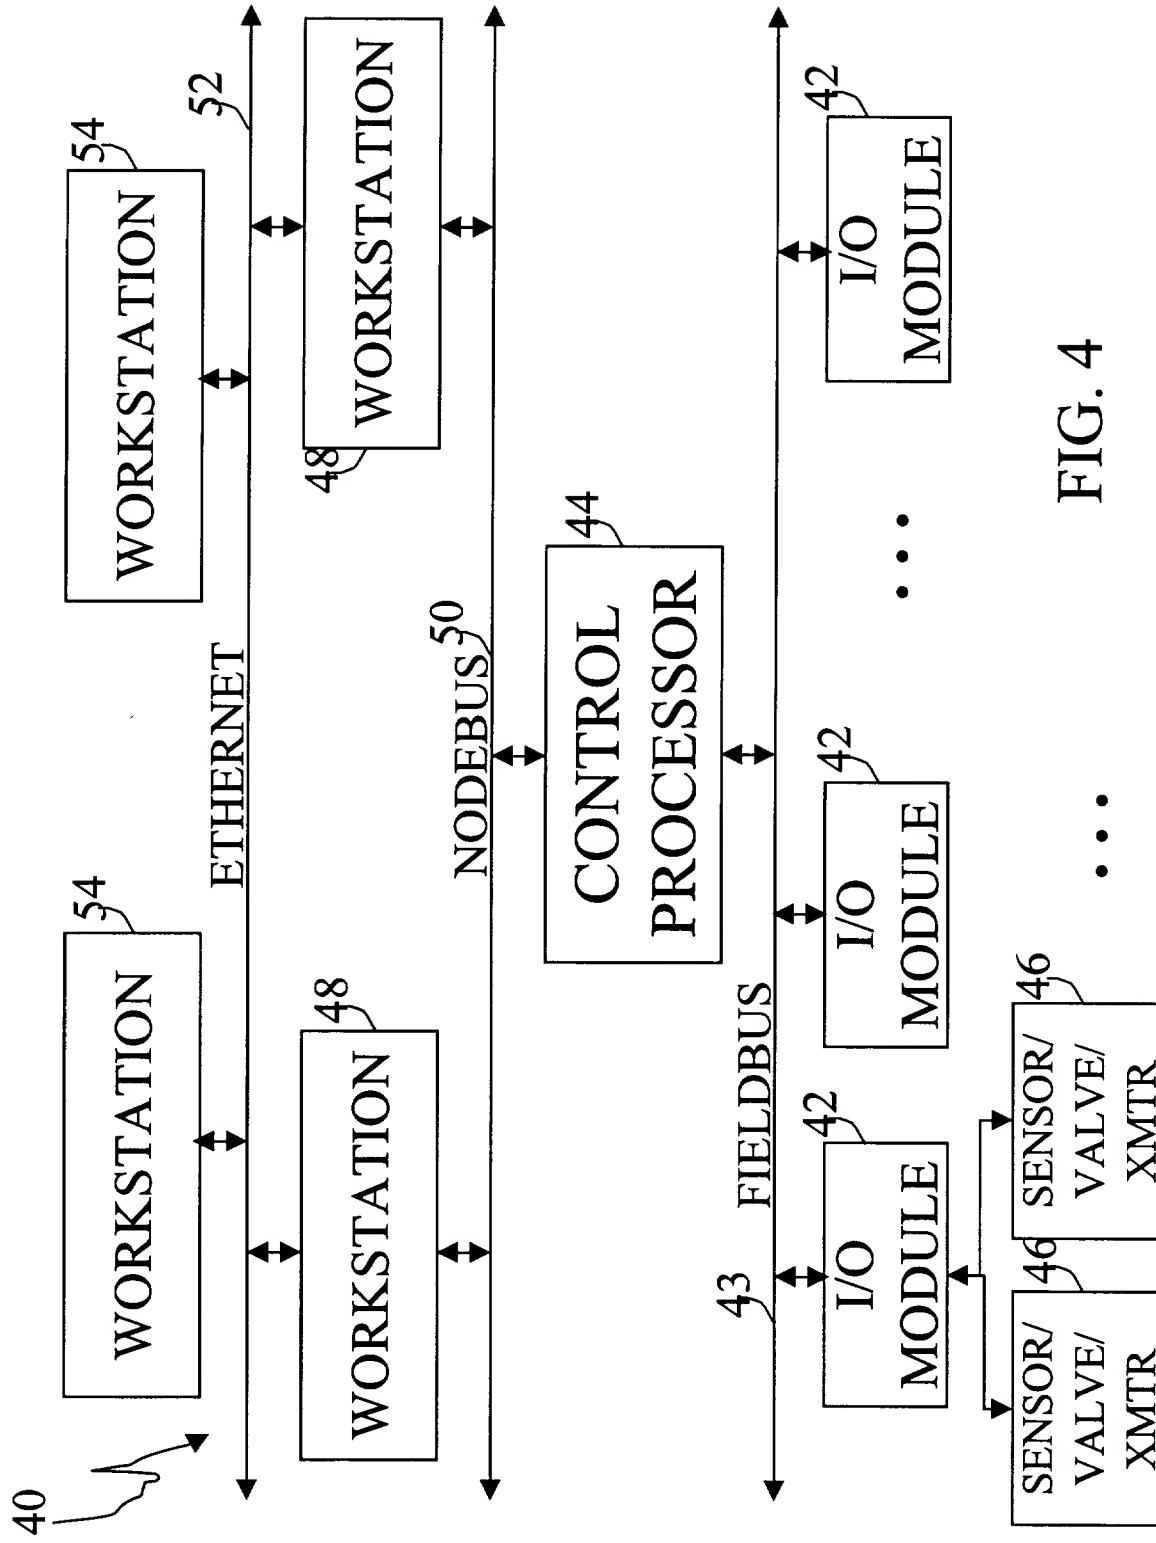 40
54
54
WORKSTATION
WORKSTATION
ETHERNET
52
48
48
WORKSTATION
WORKSTATION
NODEBUS
50
44
CONTROL
PROCESSOR
FIELDBUS
43
42
42
42
I/O
MODULE
I/O
MODULE
I/O
MODULE
• • •
46
46
SENSOR/
VALVE/
XMTR
SENSOR/
VALVE/
XMTR
• • •
FIG. 4